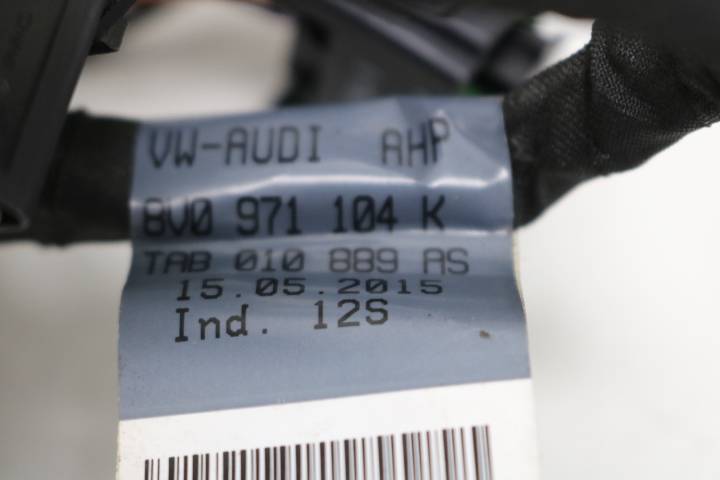 VW-AUDI AHP
8V0 971 104 K
TAB 010 889 AS
15.05.2015
Ind. 12S